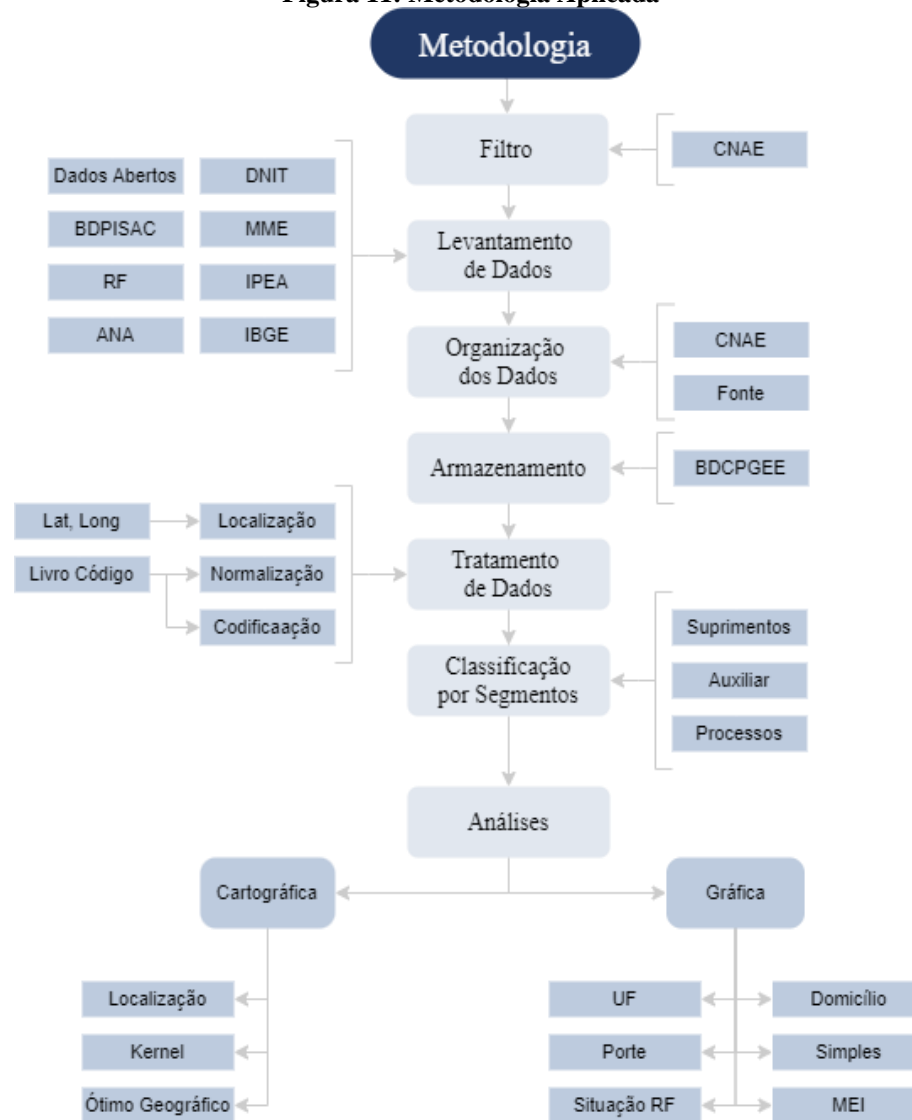 Figura 11: Metodologia Aplicada
Metodologia
Filtro
CNAE
Dados Abertos
DNIT
BDPISAC
MME
RF
IPEA
ANA
IBGE
Levantamento
de Dados
Organização
dos Dados
CNAE
Fonte
Armazenamento
BDCPGEE
Lat, Long
Localização
Livro Código
Normalização
Codificaação
Tratamento
de Dados
Classificação
por Segmentos
Suprimentos
Auxiliar
Processos
Análises
Cartográfica
Gráfica
Localização
Kernel
Ótimo Geográfico
UF
Domicílio
Porte
Simples
Situação RF
MEI